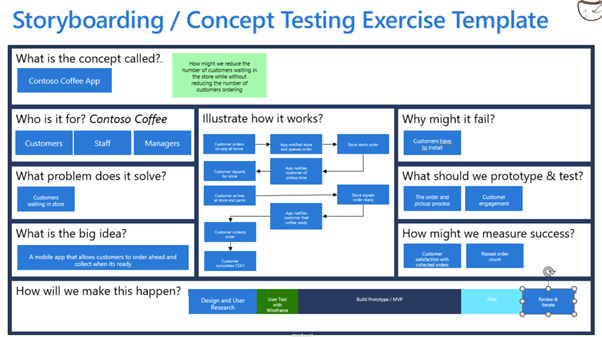 Storyboarding / Concept Testing Exercise Template
What is the concept called?.
Contoso Coffee App
How might we reduce the
number of customers waiting in
the store while without
reducing the number of
customers ordering
Who is it for? Contoso Coffee
Customers
Staff
Managers
What problem does it solve?
Customers
waiting in store
What is the big idea?
A mobile app that allows customers to order ahead and
collect when its ready
Illustrate how it works?
Customer orders
on app at home
App notified store
and queues order
Store starts order
Customer departs
for store
App notifies
customer of
pickup time
Customer arrives
at store and parks
Store signals
order ready
App notifies
customer that
coffee ready
Customer collects
order
Customer
completes CSAT
Why might it fail?
Customers have
to install
What should we prototype & test?
The order and
pickup process
Customer
engagement
How might we measure success?
Customer
satisfaction with
collected orders
Repeat order
count
How will we make this happen?
Design and User
Research
User Test
with
Wireframe
Build Prototype / MVP
Pilot
Review &
Iterate